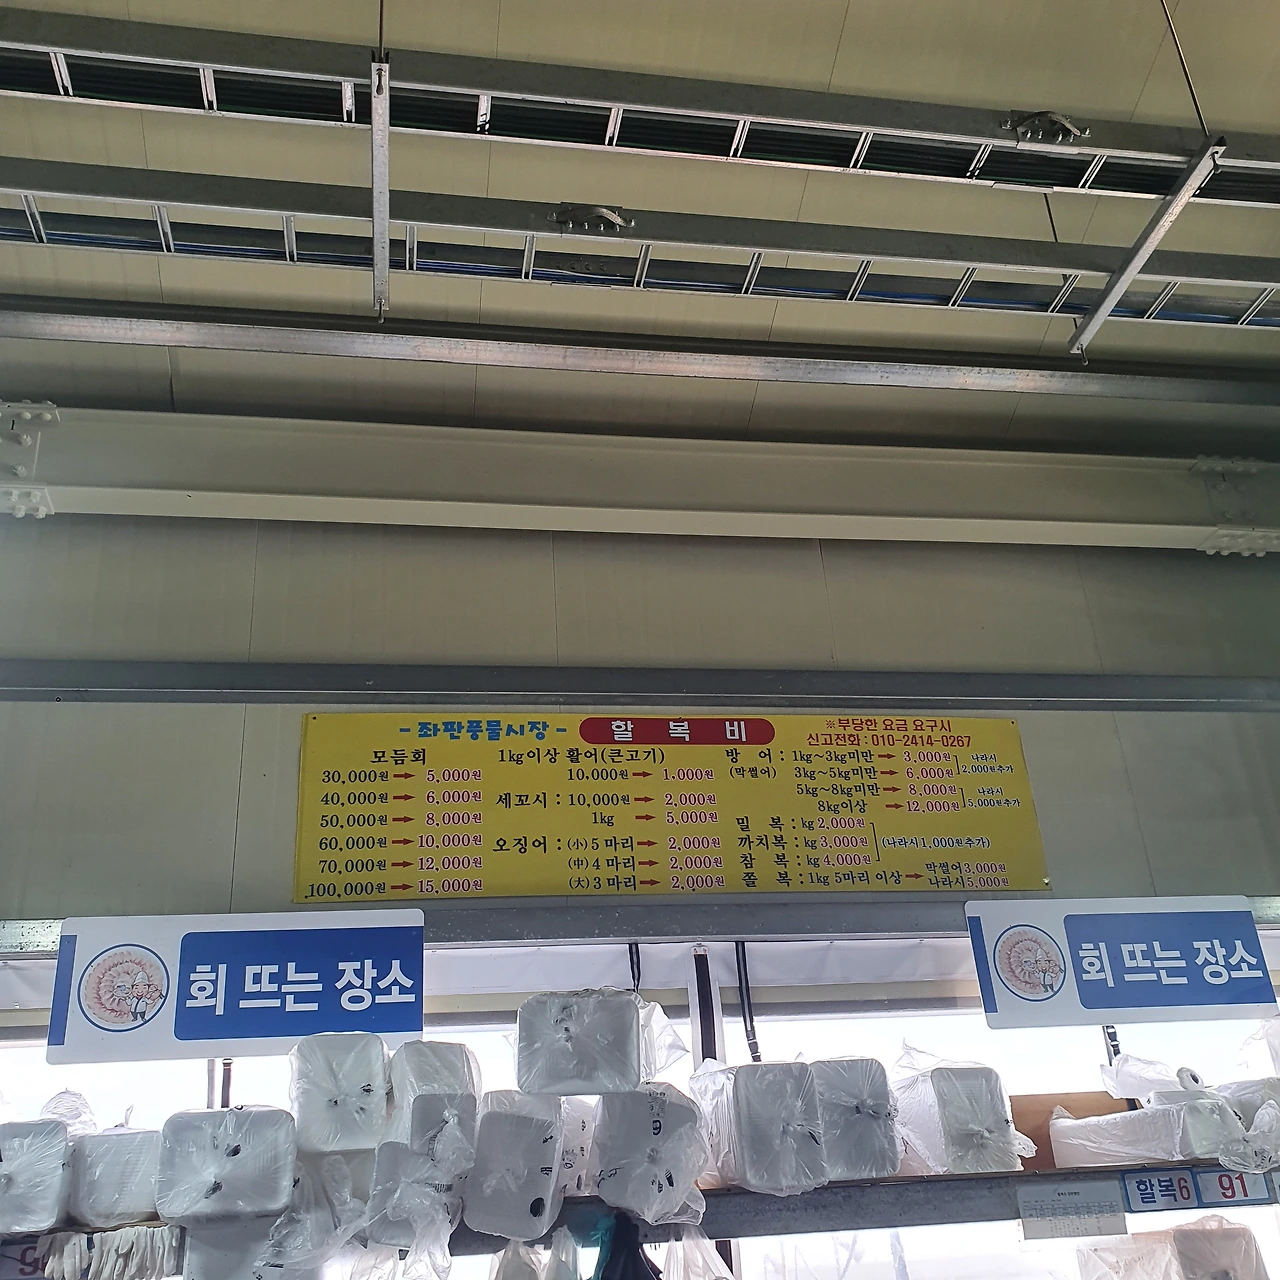 - 좌판풍물시장 -
할 복 비
※부당한 요금 요구시
신고전화 : 010-2414-0267
모듬회
30,000원 → 5,000원
40,000원 → 6,000원
50,000원 → 8,000원
60,000원 → 10,000원
70,000원 → 12,000원
100,000원 → 15,000원
1kg이상 활어(큰고기)
10,000원 → 1,000원
세꼬시 : 10,000원 → 2,000원
1kg → 5,000원
오징어 : (小) 5 마리 → 2,000원
(中) 4 마리 → 2,000원
(大) 3 마리 → 2,000원
방 어 : 1kg~3kg미만 → 3,000원
(막썰어) 3kg~5kg미만 → 6,000원
나라시
2,000원추가
5kg~8kg미만 → 8,000원
8kg이상 → 12,000원
나라시
5,000원추가
밀 복 : kg 2,000원
까치복 : kg 3,000원 (나라시1,000원추가)
참 복 : kg 4,000원
쫄 복 : 1kg 5마리 이상 → 막썰어3,000원
나라시5,000원
회 뜨는 장소
회 뜨는 장소
할복6 91